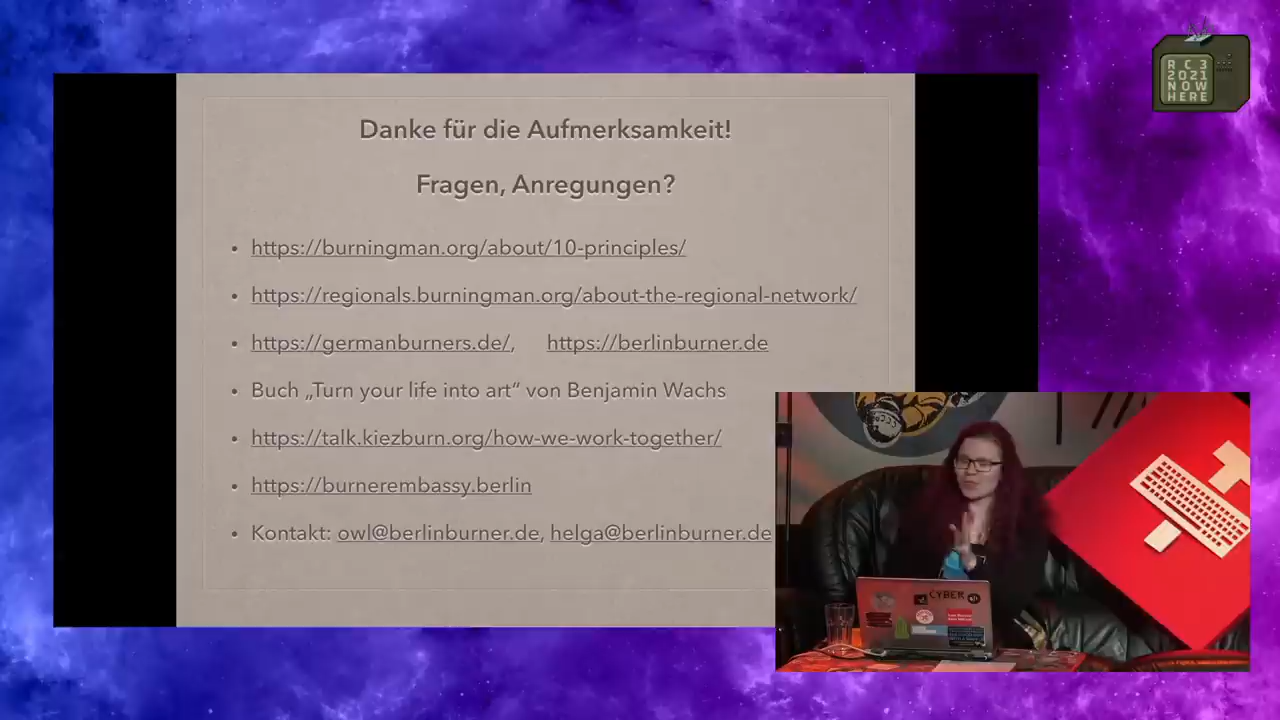 Danke für die Aufmerksamkeit!
Fragen, Anregungen?
• https://burningman.org/about/10-principles/
• https://regionals.burningman.org/about-the-regional-network/
• https://germanburners.de/, https://berlinburner.de
• Buch „Turn your life into art“ von Benjamin Wachs
• https://talk.kiezburn.org/how-we-work-together/
• https://burnerembassy.berlin
• Kontakt: owl@berlinburner.de, helga@berlinburner.de
RC3
2021
NOW
HERE
CYBER